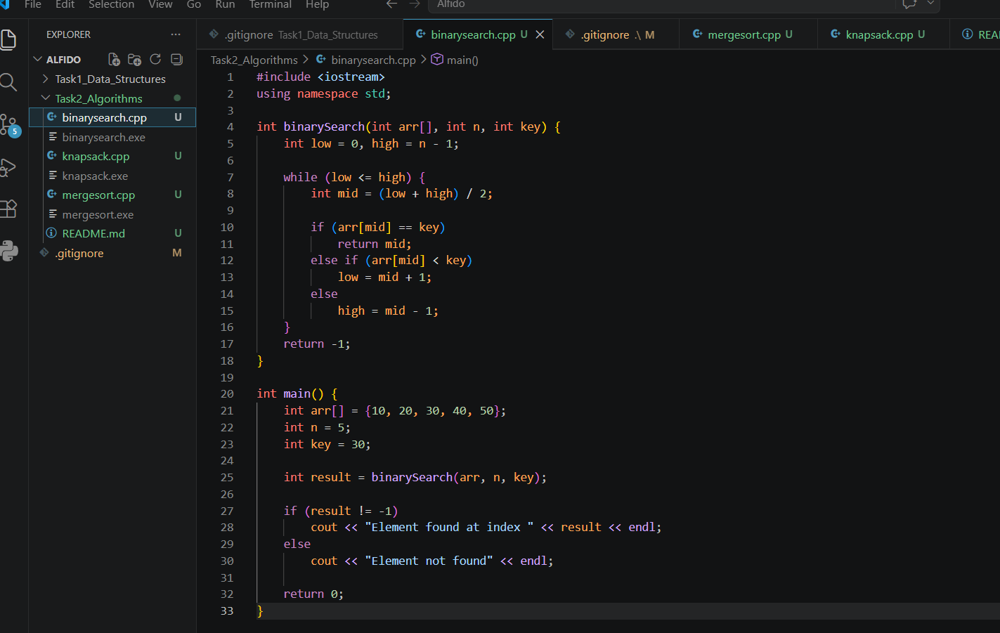 File Edit Selection View Go Run Terminal Help
Alfido
EXPLORER
ALFIDO
Task1_Data_Structures
Task2_Algorithms
binarysearch.cpp U
binarysearch.exe
knapsack.cpp U
knapsack.exe
mergesort.cpp U
mergesort.exe
README.md U
.gitignore M
5
.gitignore Task1_Data_Structures
binarysearch.cpp U
.gitignore .\ M
mergesort.cpp U
knapsack.cpp U
REA
Task2_Algorithms > binarysearch.cpp > main()
1 #include <iostream>
2 using namespace std;
3
4 int binarySearch(int arr[], int n, int key) {
5     int low = 0, high = n - 1;
6
7     while (low <= high) {
8         int mid = (low + high) / 2;
9
10         if (arr[mid] == key)
11             return mid;
12         else if (arr[mid] < key)
13             low = mid + 1;
14         else
15             high = mid - 1;
16     }
17     return -1;
18 }
19
20 int main() {
21     int arr[] = {10, 20, 30, 40, 50};
22     int n = 5;
23     int key = 30;
24
25     int result = binarySearch(arr, n, key);
26
27     if (result != -1)
28         cout << "Element found at index " << result << endl;
29     else
30         cout << "Element not found" << endl;
31
32     return 0;
33 }